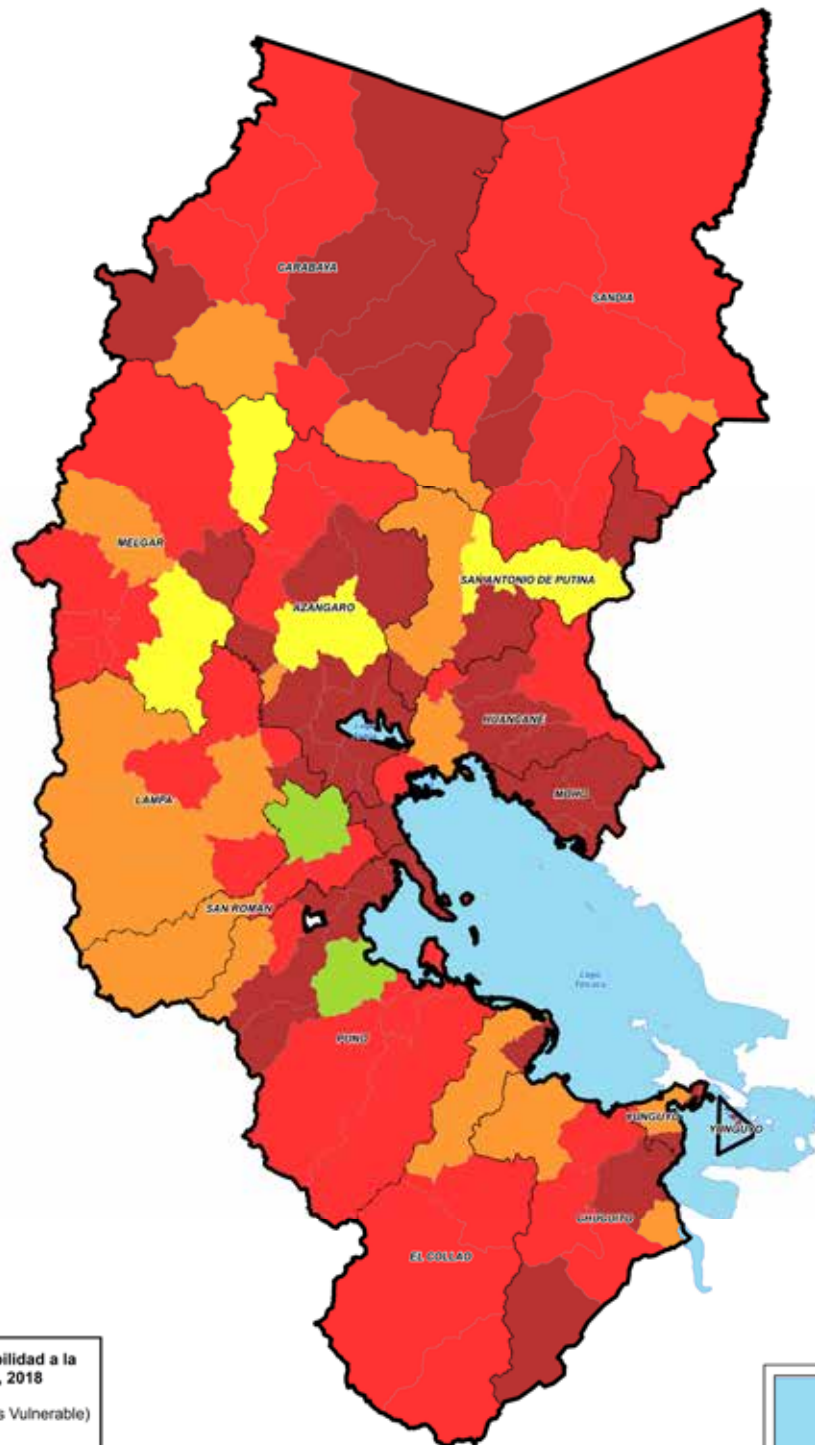 CARABAYA
SANDIA
MELGAR
SAN ANTONIO DE PUTINA
AZANGARO
HUANCANE
MOHO
LAMPA
SAN ROMAN
Lago
Titicaca
PUNO
YUNGUYO
YUNGUYO
CHUCUITO
EL COLLAO
bilidad a la
, 2018
s Vulnerable)